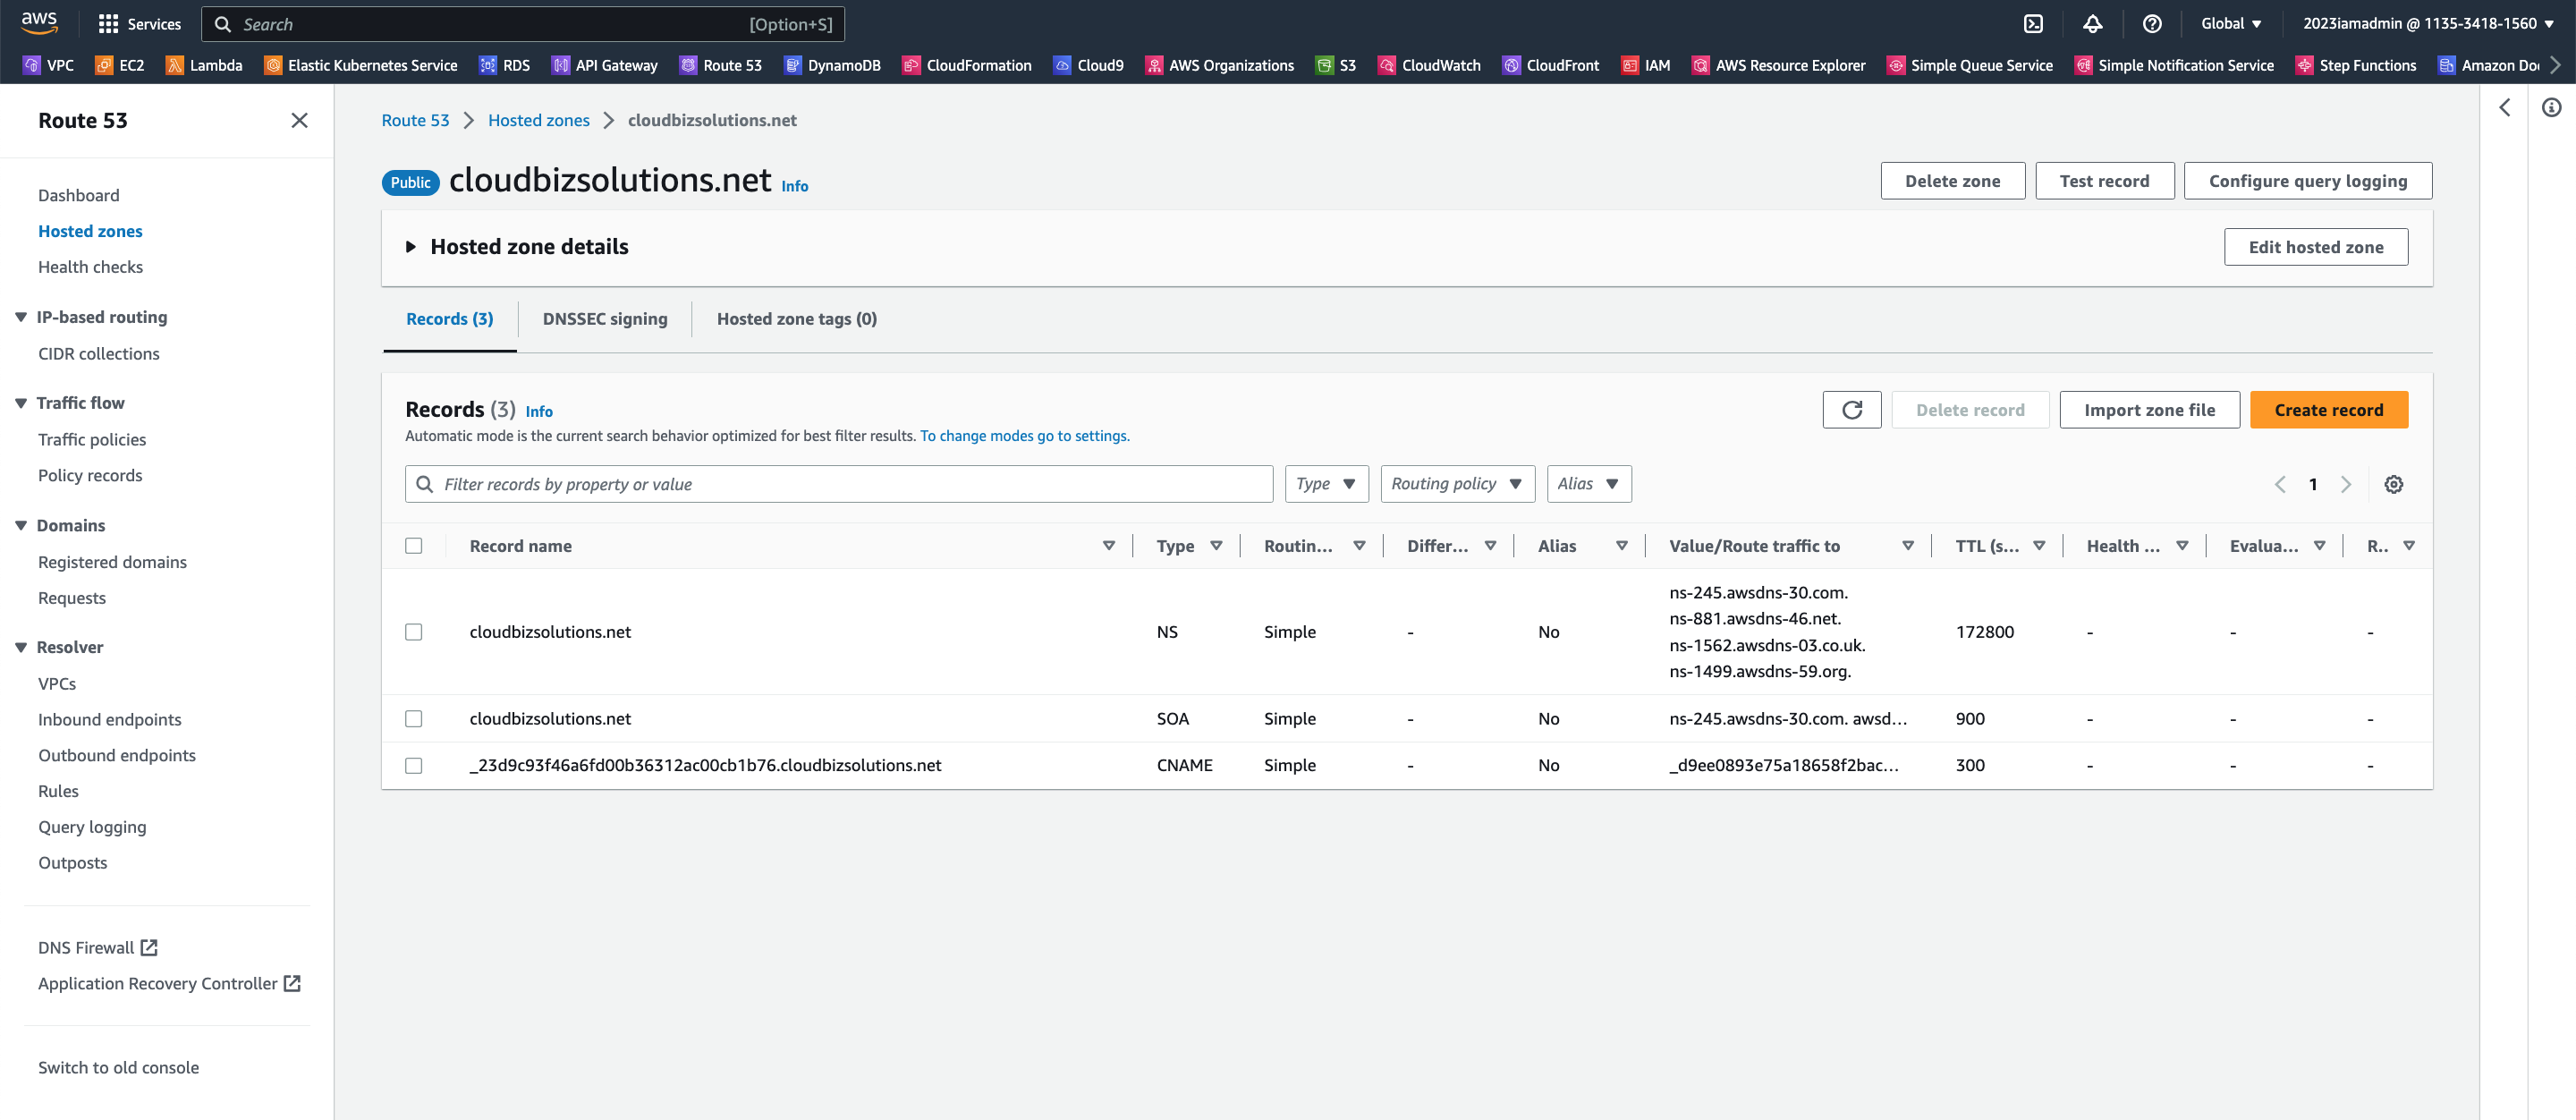 aws
Services
Search
[Option+S]
Global
2023iamadmin @ 1135-3418-1560
VPC
EC2
Lambda
Elastic Kubernetes Service
RDS
API Gateway
Route 53
DynamoDB
CloudFormation
Cloud9
AWS Organizations
S3
CloudWatch
CloudFront
IAM
AWS Resource Explorer
Simple Queue Service
Simple Notification Service
Step Functions
Amazon Do
Route 53
Dashboard
Hosted zones
Health checks
IP-based routing
CIDR collections
Traffic flow
Traffic policies
Policy records
Domains
Registered domains
Requests
Resolver
VPCs
Inbound endpoints
Outbound endpoints
Rules
Query logging
Outposts
DNS Firewall
Application Recovery Controller
Switch to old console
Route 53
Hosted zones
cloudbizsolutions.net
Public cloudbizsolutions.net Info
Delete zone
Test record
Configure query logging
Hosted zone details
Edit hosted zone
Records (3)
DNSSEC signing
Hosted zone tags (0)
Records (3) Info
Automatic mode is the current search behavior optimized for best filter results. To change modes go to settings.
Delete record
Import zone file
Create record
Filter records by property or value
Type
Routing policy
Alias
1
Record name
Type
Routin...
Differ...
Alias
Value/Route traffic to
TTL (s...
Health ...
Evalua...
R..
cloudbizsolutions.net
NS
Simple
-
No
ns-245.awsdns-30.com.
ns-881.awsdns-46.net.
ns-1562.awsdns-03.co.uk.
ns-1499.awsdns-59.org.
172800
-
-
-
cloudbizsolutions.net
SOA
Simple
-
No
ns-245.awsdns-30.com. awsd...
900
-
-
-
_23d9c93f46a6fd00b36312ac00cb1b76.cloudbizsolutions.net
CNAME
Simple
-
No
_d9ee0893e75a18658f2bac...
300
-
-
-